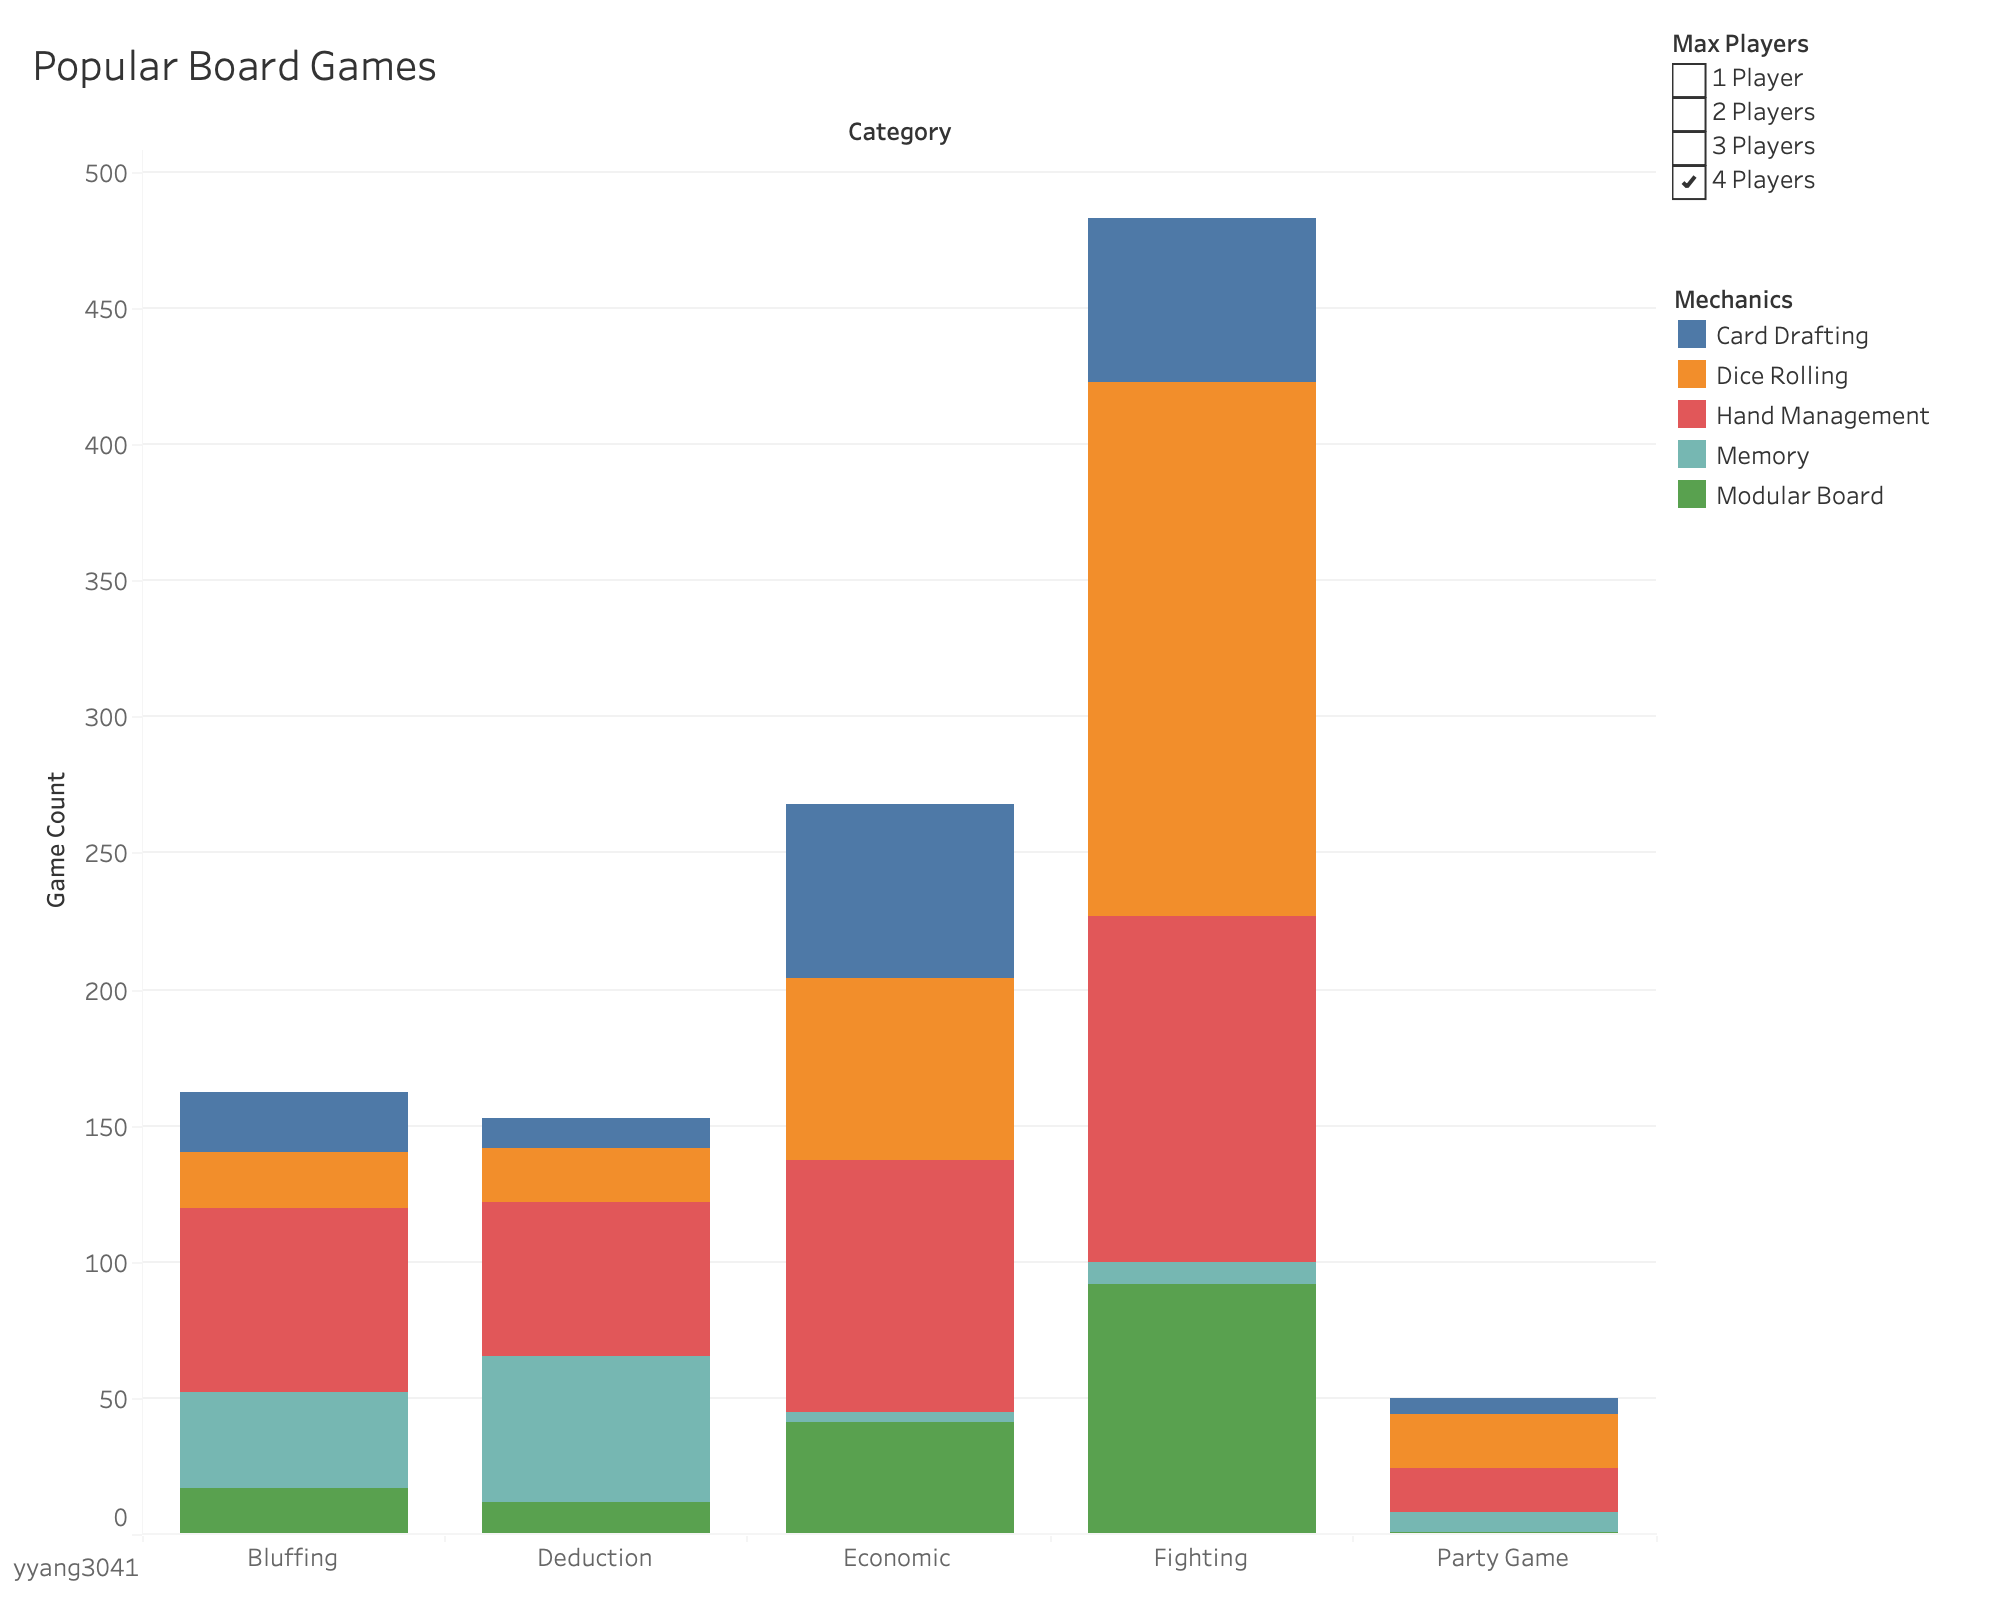 Popular Board Games
Category
500
450
400
350
300
250
200
150
100
50
0
Game Count
Bluffing
Deduction
Economic
Fighting
Party Game
yyang3041
Max Players
1 Player
2 Players
3 Players
4 Players
Mechanics
Card Drafting
Dice Rolling
Hand Management
Memory
Modular Board